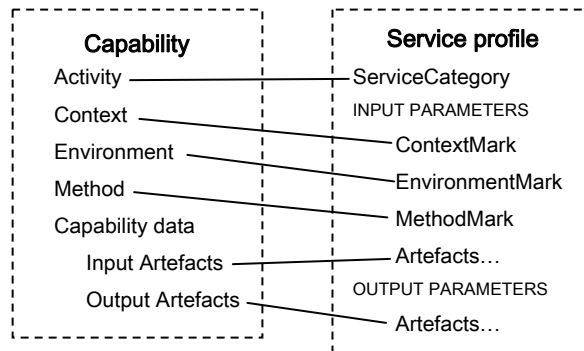 Capability
Activity
Context
Environment
Method
Capability data
Input Artefacts
Output Artefacts
Service profile
ServiceCategory
INPUT PARAMETERS
ContextMark
EnvironmentMark
MethodMark
Artefacts…
OUTPUT PARAMETERS
Artefacts…